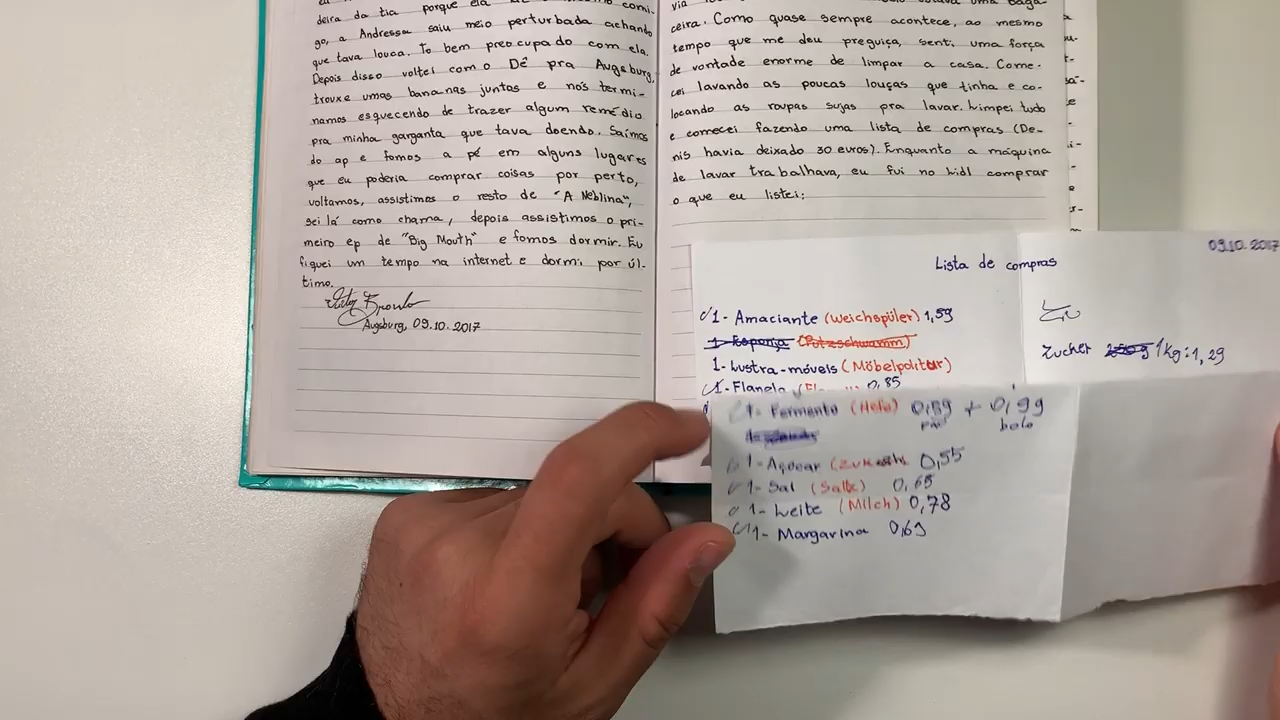 deira da tia porque ela
go, a Andressa saiu meio perturbada achando
que tava louca. To bem preocupado com ela.
Depois disso voltei com o Dê pra Augsburg,
trouxe umas bananas juntas e nós termi-
namos esquecendo de trazer algum remédio
pra minha garganta que tava doendo. Saímos
do ap e fomos a pé em alguns lugares
que eu poderia comprar coisas por perto,
voltamos, assistimos o resto de "A Neblina",
sei lá como chama, depois assistimos o pri-
meiro ep de "Big Mouth" e fomos dormir. Eu
fiquei um tempo na internet e dormi por úl-
timo.
Augsburg, 09.10.2017
via
ceira. Como quase sempre acontece, ao mesmo
tempo que me deu preguiça, senti uma força
de vontade enorme de limpar a casa. Come-
cei lavando as poucas louças que tinha e co-
locando as roupas sujas pra lavar. Limpei tudo
e comecei fazendo uma lista de compras (De-
nis havia deixado 30 euros). Enquanto a máquina
de lavar trabalhava, eu fui no Lidl comprar
o que eu listei:
09.10.2017
Lista de compras
1- Amaciante (Weichspüler) 1,59
1- Esponja (Putzschwamm)
1- Lustra-móveis (Möbelpolitur)
1- Flanela 0,85
Zucher 1kg: 1,29
1- Fermento (Hefe) 0,89 + 0,99
pão bolo
1- Açúcar 0,55
1- Sal (Salz) 0,65
1- Leite (Milch) 0,78
1- Margarina 0,69